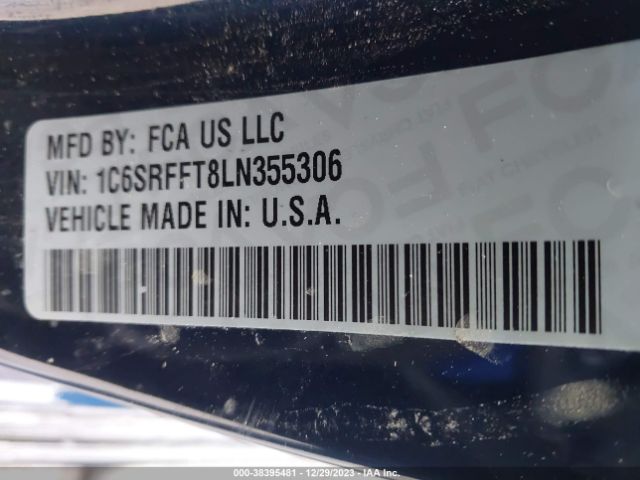 MFD BY: FCA US LLC
VIN: 1C6SRFFT8LN355306
VEHICLE MADE IN: U.S.A.
000-38395481 - 12/29/2023 - IAA Inc.